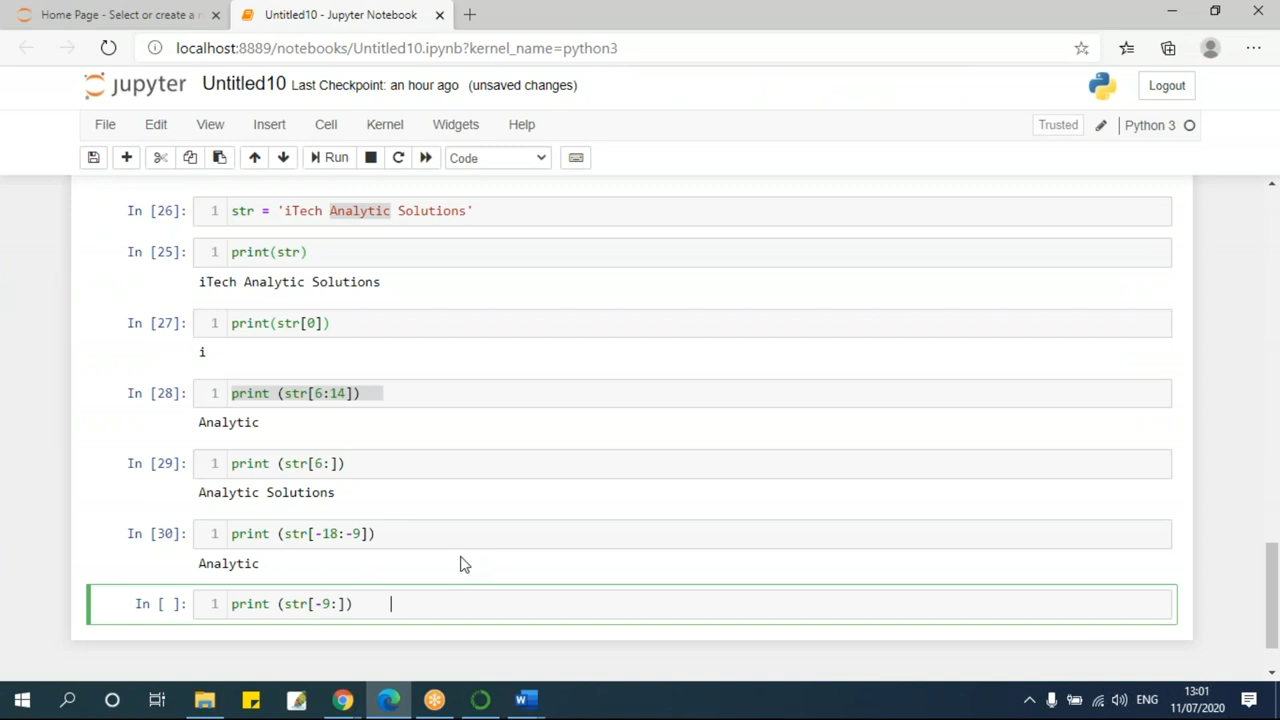 Home Page - Select or create a n
Untitled10 - Jupyter Notebook
localhost:8889/notebooks/Untitled10.ipynb?kernel_name=python3
jupyter Untitled10 Last Checkpoint: an hour ago (unsaved changes)
Logout
File Edit View Insert Cell Kernel Widgets Help
Trusted
Python 3
Run
Code
In [26]: 1 str = 'iTech Analytic Solutions'
In [25]: 1 print(str)
iTech Analytic Solutions
In [27]: 1 print(str[0])
i
In [28]: 1 print (str[6:14])
Analytic
In [29]: 1 print (str[6:])
Analytic Solutions
In [30]: 1 print (str[-18:-9])
Analytic
In [ ]: 1 print (str[-9:])
ENG
13:01
11/07/2020